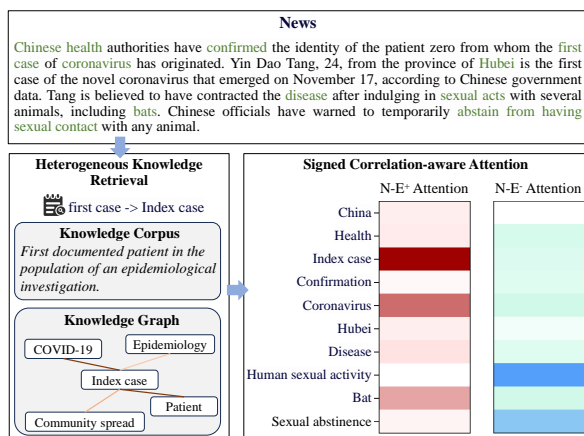 News
Chinese health authorities have confirmed the identity of the patient zero from whom the first
case of coronavirus has originated. Yin Dao Tang, 24, from the province of Hubei is the first
case of the novel coronavirus that emerged on November 17, according to Chinese government
data. Tang is believed to have contracted the disease after indulging in sexual acts with several
animals, including bats. Chinese officials have warned to temporarily abstain from having
sexual contact with any animal.
Heterogeneous Knowledge
Retrieval
first case -> Index case
Knowledge Corpus
First documented patient in the
population of an epidemiological
investigation.
Knowledge Graph
COVID-19
Epidemiology
Index case
Patient
Community spread
Signed Correlation-aware Attention
N-E⁺ Attention
N-E⁻ Attention
China
Health
Index case
Confirmation
Coronavirus
Hubei
Disease
Human sexual activity
Bat
Sexual abstinence